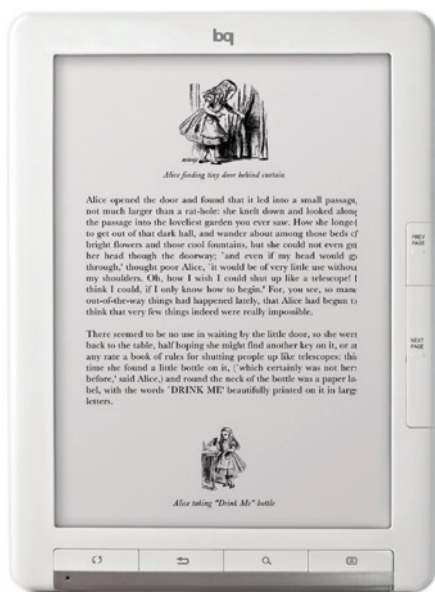 bq
Alice finding tiny door behind curtain
Alice opened the door and found that it led into a small passage,
not much larger than a rat-hole: she knelt down and looked along
the passage into the loveliest garden you ever saw. How she longed
to get out of that dark hall, and wander about among those beds of
bright flowers and those cool fountains, but she could not even
her head though the doorway; 'and even if my head would go
through,' thought poor Alice, 'it would be of very little use without
my shoulders. Oh, how I wish I could shut up like a telescope! I
think I could, if I only know how to begin.' For, you see, so many
out-of-the-way things had happened lately, that Alice had begun to
think that very few things indeed were really impossible.
There seemed to be no use in waiting by the little door, so she went
back to the table, half hoping she might find another key on it, or at
any rate a book of rules for shutting people up like telescopes: this
time she found a little bottle on it, ('which certainly was not here
before,' said Alice,) and round the neck of the bottle was a paper la-
bel, with the words 'DRINK ME' beautifully printed on it in large
letters.
Alice taking "Drink Me" bottle
PREV
PAGE
NEXT
PAGE